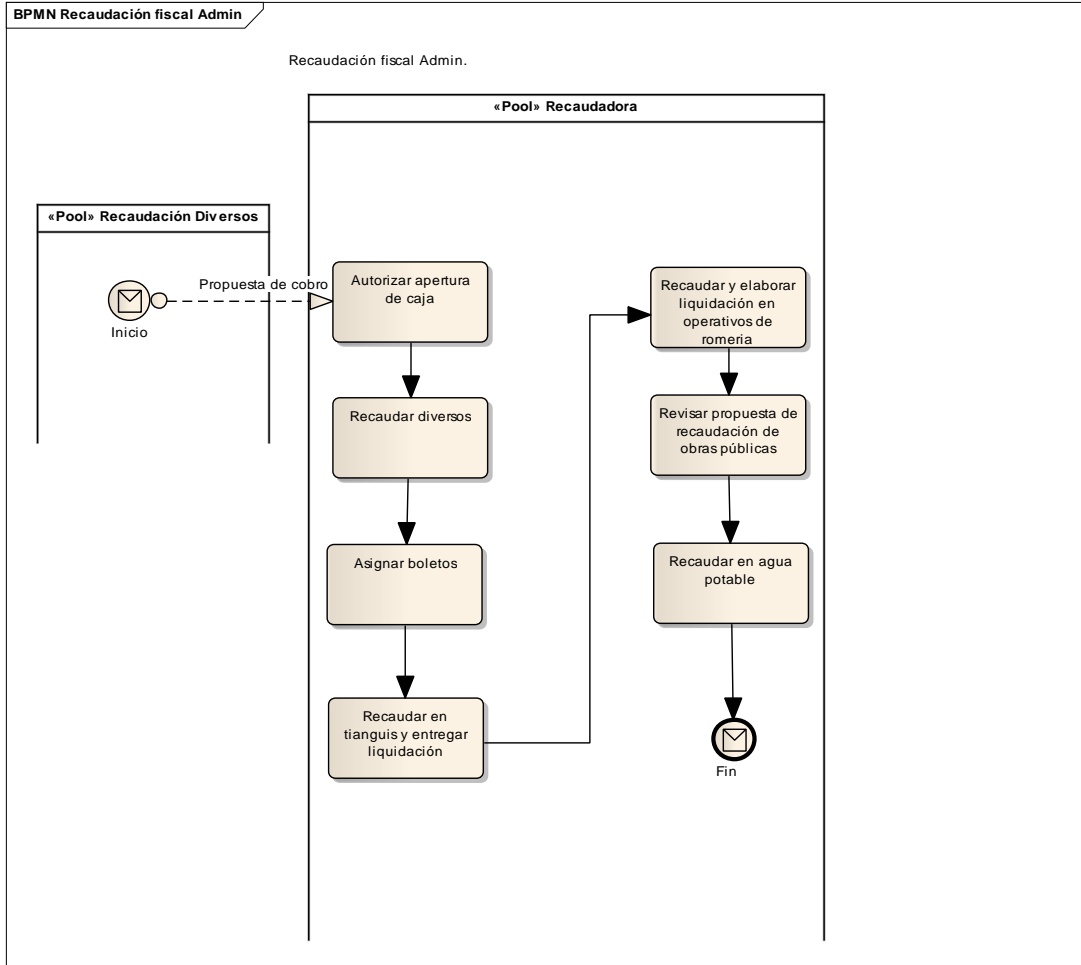 BPMN Recaudación fiscal Admin
Recaudación fiscal Admin.
«Pool» Recaudadora
«Pool» Recaudación Diversos
Inicio
Propuesta de cobro
Autorizar apertura
de caja
Recaudar diversos
Asignar boletos
Recaudar en
tianguis y entregar
liquidación
Recaudar y elaborar
liquidación en
operativos de
romeria
Revisar propuesta de
recaudación de
obras públicas
Recaudar en agua
potable
Fin